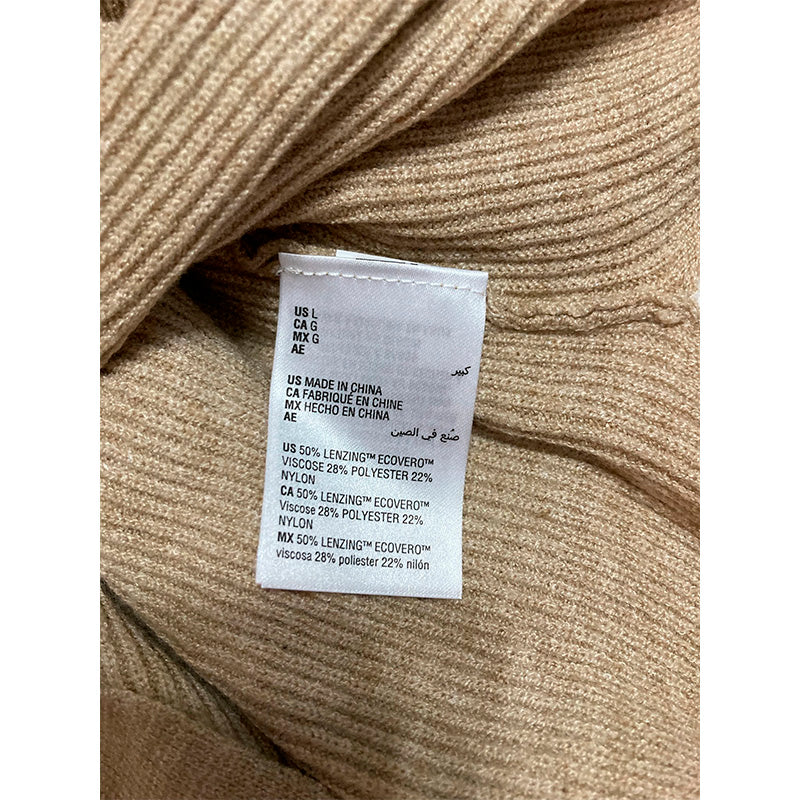 US L
CA G
MX G
AE
كبير
US MADE IN CHINA
CA FABRIQUÉ EN CHINE
MX HECHO EN CHINA
AE
صُنع في الصين
US 50% LENZING™ ECOVERO™
VISCOSE 28% POLYESTER 22%
NYLON
CA 50% LENZING™ ECOVERO™
Viscose 28% POLYESTER 22%
NYLON
MX 50% LENZING™ ECOVERO™
viscosa 28% poliester 22% nilón